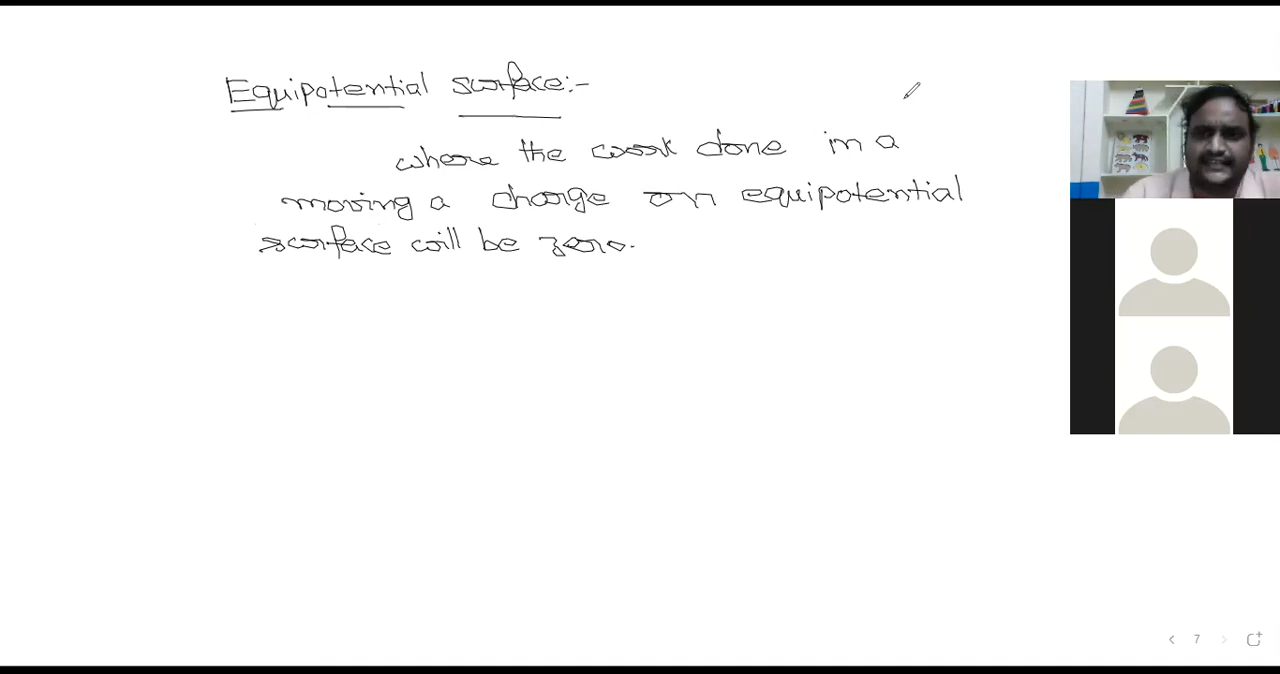 Equipotential surface:-
where the work done in a
moving a charge on equipotential
surface will be zero.
7